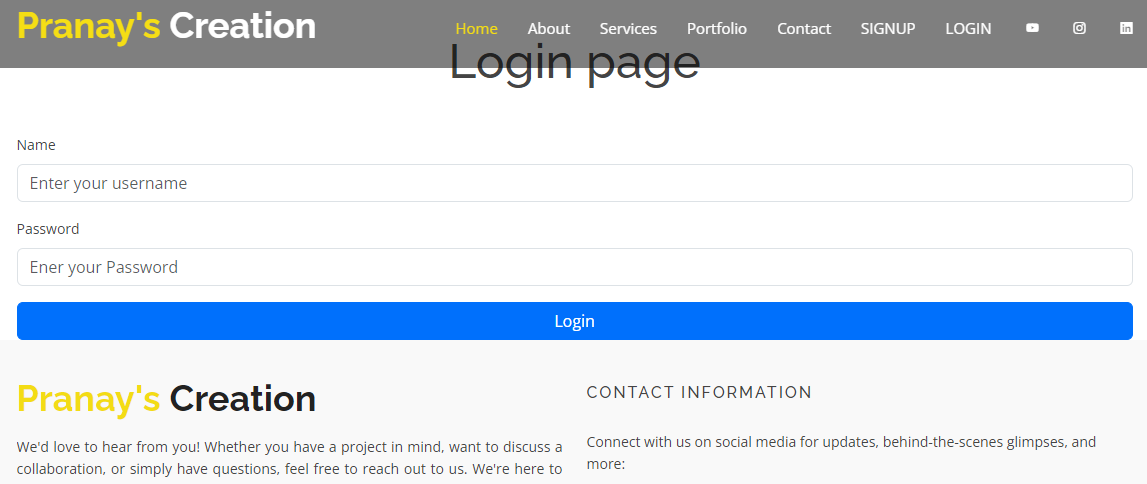 Pranay's Creation
Home About Services Portfolio Contact SIGNUP LOGIN
Login page
Name
Enter your username
Password
Ener your Password
Login
Pranay's Creation
We'd love to hear from you! Whether you have a project in mind, want to discuss a
collaboration, or simply have questions, feel free to reach out to us. We're here to
CONTACT INFORMATION
Connect with us on social media for updates, behind-the-scenes glimpses, and
more: